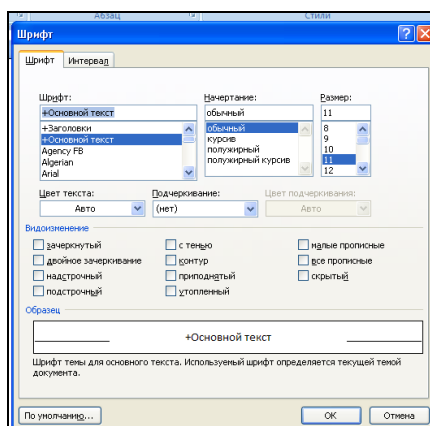 Абзац Стили
Шрифт
Шрифт Интервал
Шрифт: Начертание: Размер:
+Основной текст обычный 11
+Заголовки обычный 8
+Основной текст курсив 9
Agency FB полужирный 10
Algerian полужирный курсив 11
Arial 12
Цвет текста: Подчеркивание: Цвет подчеркивания:
Авто (нет) Авто
Видоизменение
зачеркнутый с тенью малые прописные
двойное зачеркивание контур все прописные
надстрочный приподнятый скрытый
подстрочный утопленный
Образец
+Основной текст
Шрифт темы для основного текста. Используемый шрифт определяется текущей темой
документа.
По умолчанию... ОК Отмена